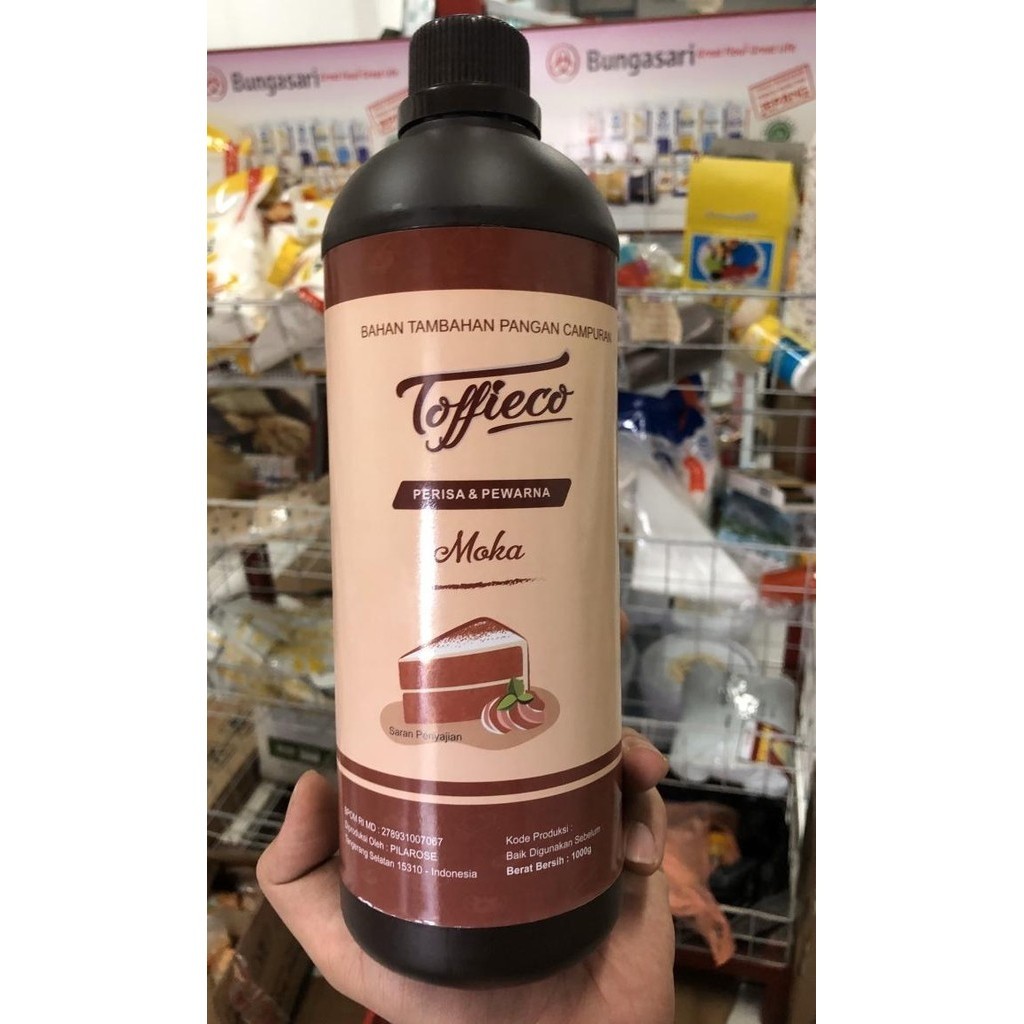 Bungasari
Bungasari
BAHAN TAMBAHAN PANGAN CAMPURAN
Toffieco
PERISA & PEWARNA
Moka
Saran Penyajian
BPOM RI MD : 278931007067
Diproduksi Oleh : PILAROSE
Tangerang Selatan 15310 - Indonesia
Kode Produksi :
Baik Digunakan Sebelum
Berat Bersih : 1000g